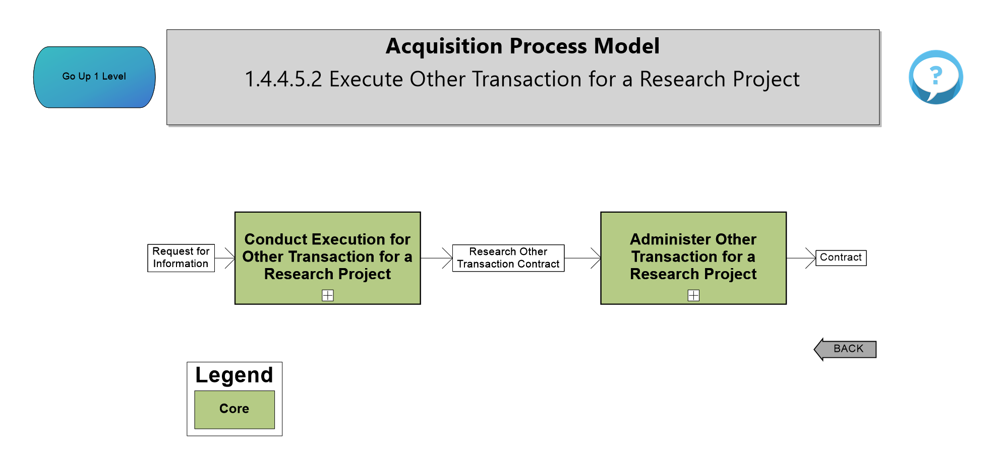 Acquisition Process Model
Go Up 1 Level
1.4.4.5.2 Execute Other Transaction for a Research Project
?
Request for
Information
Conduct Execution for
Other Transaction for a
Research Project
Research Other
Transaction Contract
Administer Other
Transaction for a
Research Project
Contract
BACK
Legend
Core